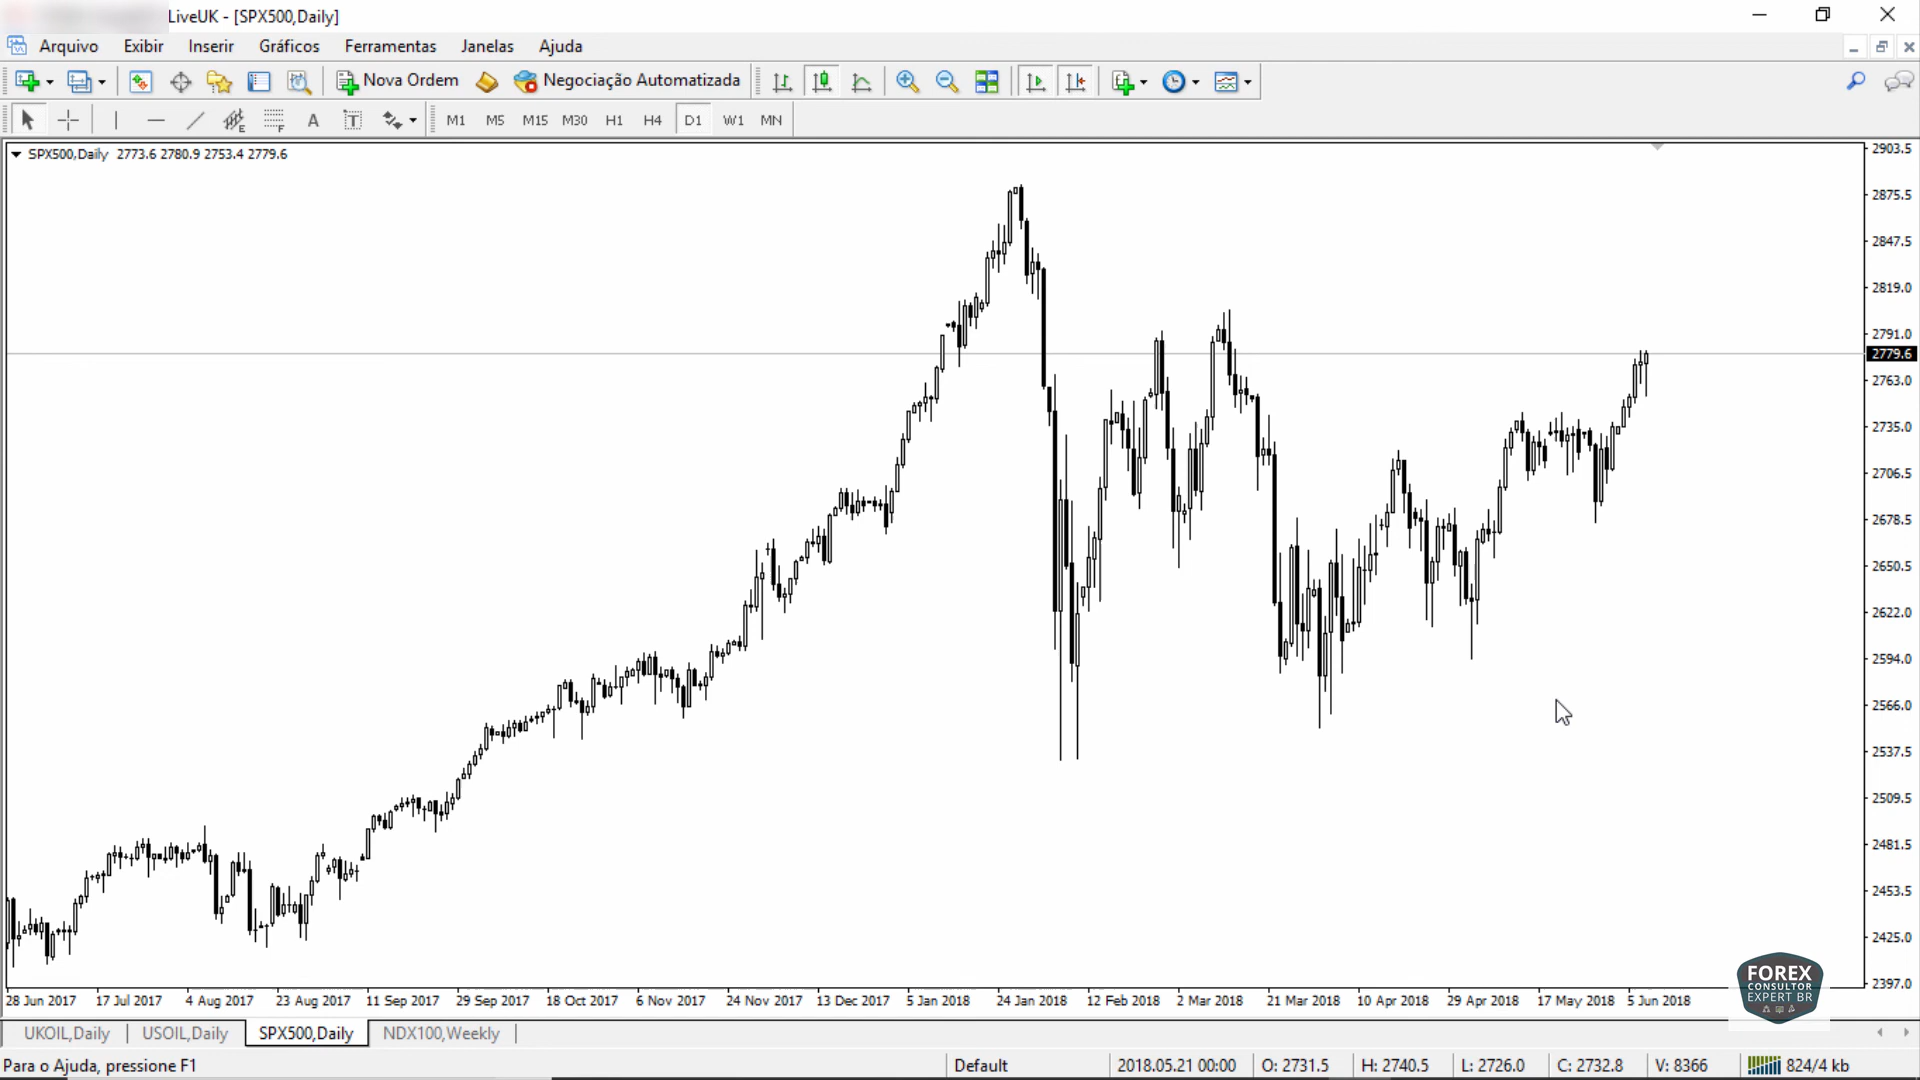 LiveUK - [SPX500,Daily]
Arquivo Exibir Inserir Gráficos Ferramentas Janelas Ajuda
Nova Ordem Negociação Automatizada
E F A T M1 M5 M15 M30 H1 H4 D1 W1 MN
SPX500,Daily 2773.6 2780.9 2753.4 2779.6
2903.5
2875.5
2847.5
2819.0
2791.0
2779.6
2763.0
2735.0
2706.5
2678.5
2650.5
2622.0
2594.0
2566.0
2537.5
2509.5
2481.5
2453.5
2425.0
2397.0
FOREX
CONSULTOR
EXPERT BR
28 Jun 2017 17 Jul 2017 4 Aug 2017 23 Aug 2017 11 Sep 2017 29 Sep 2017 18 Oct 2017 6 Nov 2017 24 Nov 2017 13 Dec 2017 5 Jan 2018 24 Jan 2018 12 Feb 2018 2 Mar 2018 21 Mar 2018 10 Apr 2018 29 Apr 2018 17 May 2018 5 Jun 2018
UKOIL,Daily USOIL,Daily SPX500,Daily NDX100,Weekly
Para o Ajuda, pressione F1 Default 2018.05.21 00:00 O: 2731.5 H: 2740.5 L: 2726.0 C: 2732.8 V: 8366 824/4 kb